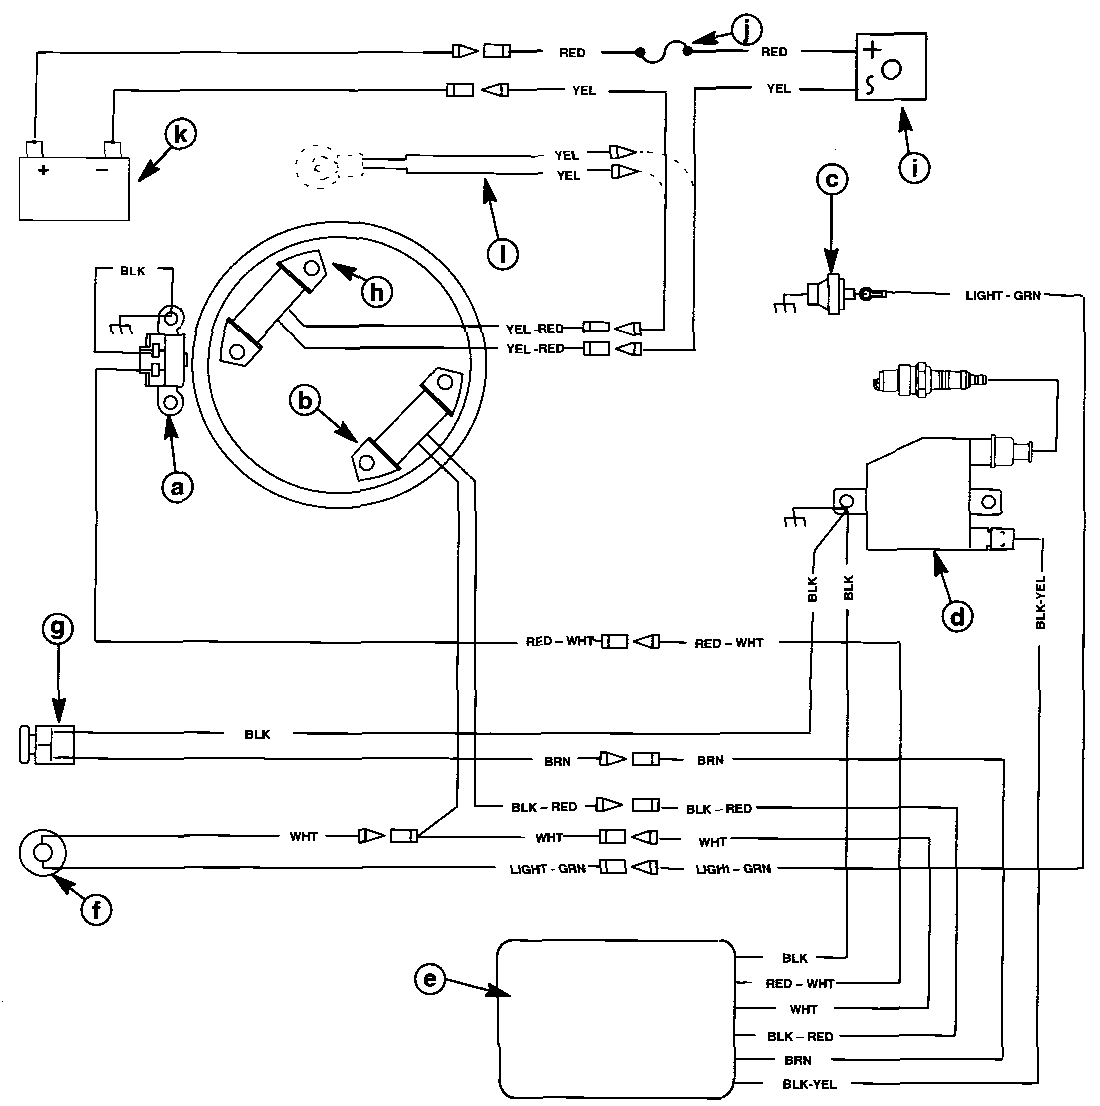 j
RED
RED
+
S
YEL
YEL
k
i
+ −
YEL
YEL
c
l
BLK
h
LIGHT - GRN
YEL - RED
YEL - RED
b
a
d
BLK
BLK
BLK-YEL
g
RED - WHT
RED - WHT
BLK
BRN
BRN
BLK - RED
BLK - RED
WHT
WHT
WHT
LIGHT - GRN
LIGHT - GRN
f
e
BLK
RED - WHT
WHT
BLK - RED
BRN
BLK-YEL